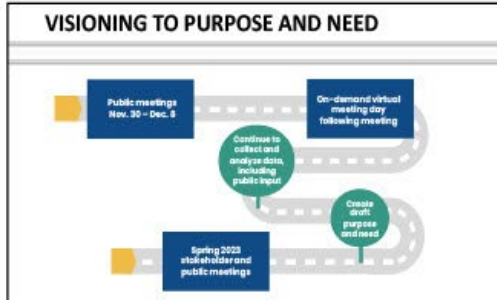 VISIONING TO PURPOSE AND NEED
Public meetings
Nov. 30 – Dec. 8
On-demand virtual
meeting day
following meeting
Continue to
collect and
analyze data,
including
public input
Create
draft
purpose
and need
Spring 2023
stakeholder and
public meetings